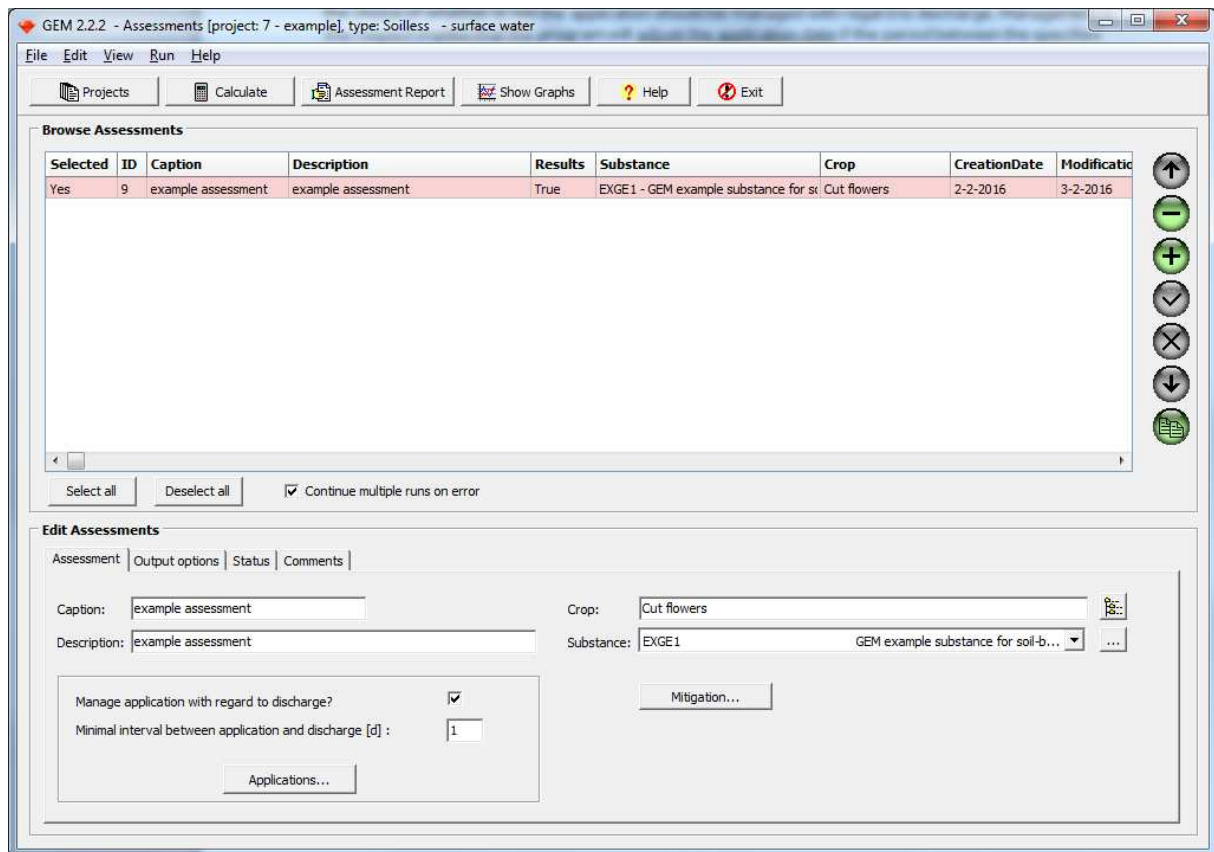 GEM 2.2.2 - Assessments [project: 7 - example], type: Soilless - surface water
File Edit View Run Help
Projects Calculate Assessment Report Show Graphs ? Help Exit
Browse Assessments
Selected ID Caption Description Results Substance Crop CreationDate Modificatic
Yes 9 example assessment example assessment True EXGE1 - GEM example substance for s Cut flowers 2-2-2016 3-2-2016
Select all Deselect all Continue multiple runs on error
Edit Assessments
Assessment Output options Status Comments
Caption: example assessment Crop: Cut flowers
Description: example assessment Substance: EXGE1 GEM example substance for soil-b... ...
Manage application with regard to discharge? Mitigation...
Minimal interval between application and discharge [d] : 1
Applications...